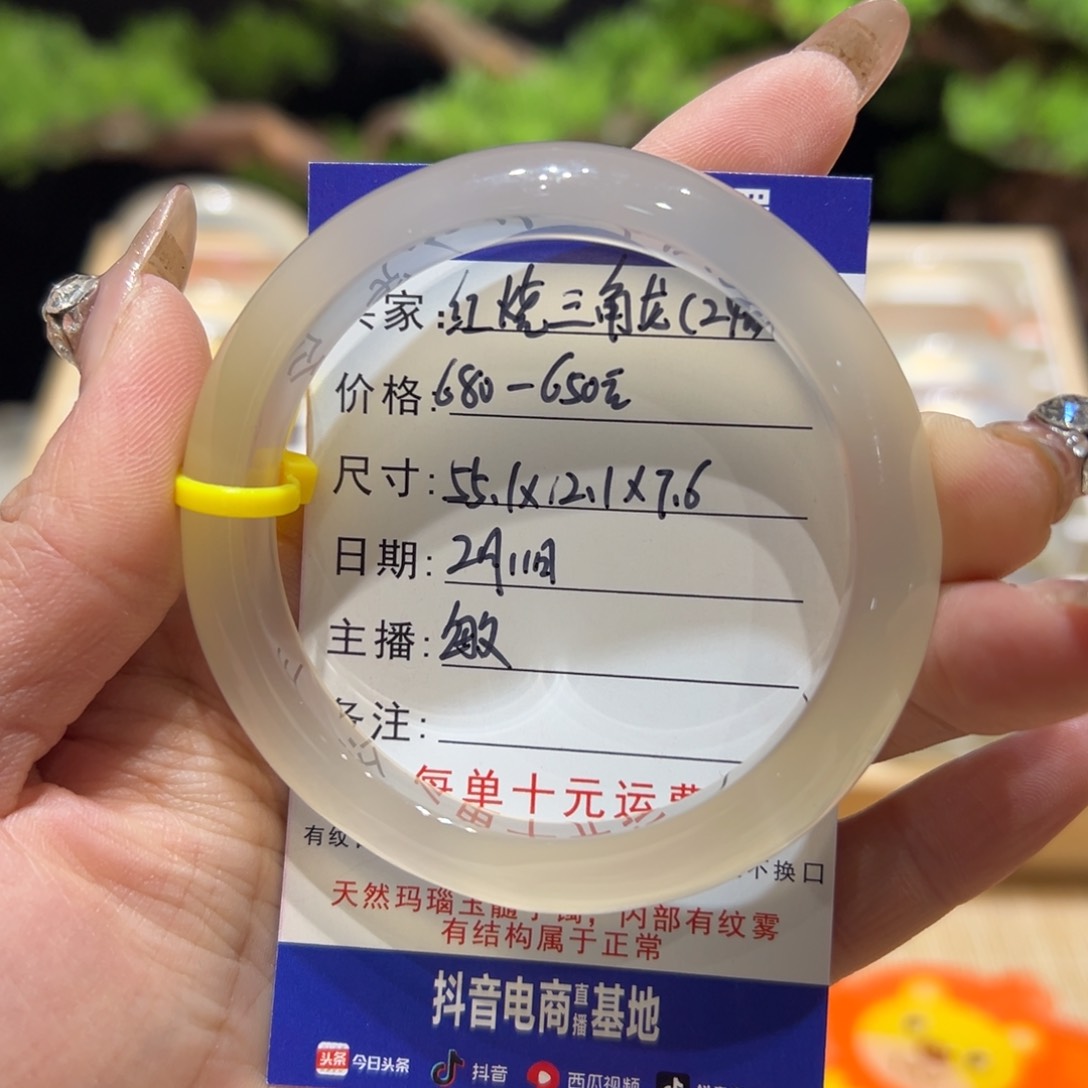 家:红烧三角龙(24
价格:680-650元
尺寸:55.1x12.1x7.6
日期:2月11日
主播:敏
备注:
每单十元运费
有纹
不换口
天然玛瑙玉髓手镯,内部有纹雾
有结构属于正常
抖音电商直播基地
头条 今日头条 抖音 西瓜视频